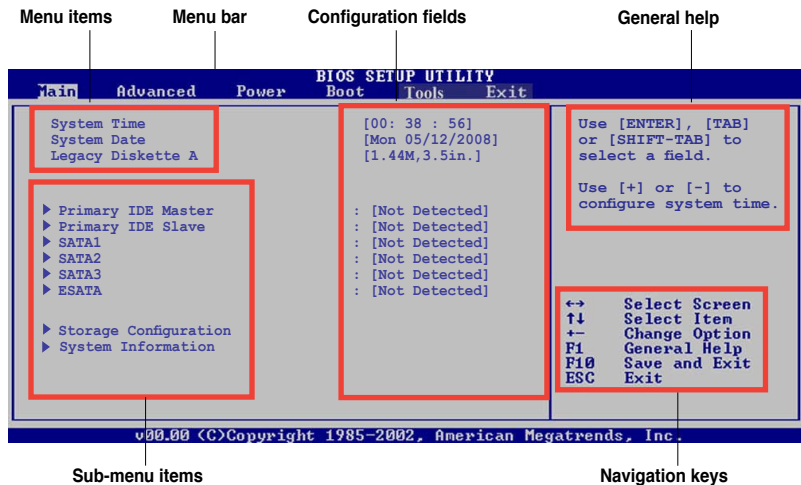 Menu items Menu bar Configuration fields General help
BIOS SETUP UTILITY
Main Advanced Power Boot Tools Exit
System Time [00: 38 : 56]
System Date [Mon 05/12/2008]
Legacy Diskette A [1.44M,3.5in.]
Primary IDE Master : [Not Detected]
Primary IDE Slave : [Not Detected]
SATA1 : [Not Detected]
SATA2 : [Not Detected]
SATA3 : [Not Detected]
ESATA : [Not Detected]
Storage Configuration
System Information
Use [ENTER], [TAB]
or [SHIFT-TAB] to
select a field.
Use [+] or [-] to
configure system time.
←→ Select Screen
↑↓ Select Item
+- Change Option
F1 General Help
F10 Save and Exit
ESC Exit
v00.00 (C)Copyright 1985-2002, American Megatrends, Inc.
Sub-menu items Navigation keys